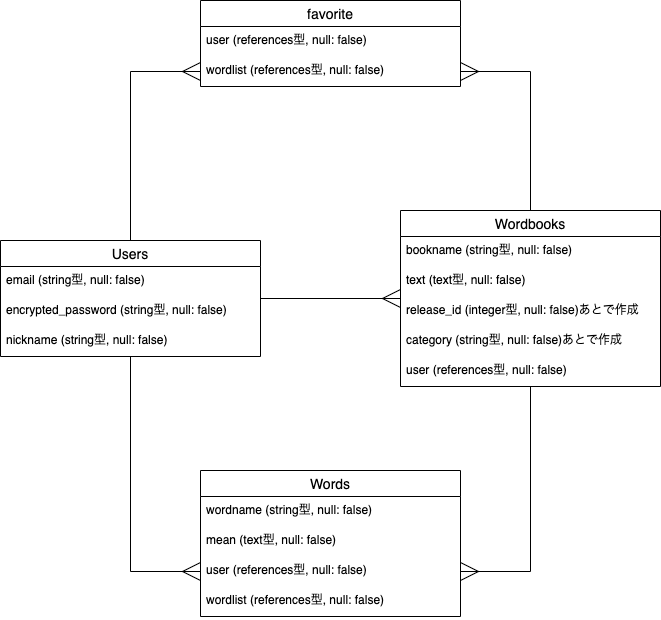 favorite
user (references型, null: false)
wordlist (references型, null: false)
Users
email (string型, null: false)
encrypted_password (string型, null: false)
nickname (string型, null: false)
Wordbooks
bookname (string型, null: false)
text (text型, null: false)
release_id (integer型, null: false)あとで作成
category (string型, null: false)あとで作成
user (references型, null: false)
Words
wordname (string型, null: false)
mean (text型, null: false)
user (references型, null: false)
wordlist (references型, null: false)